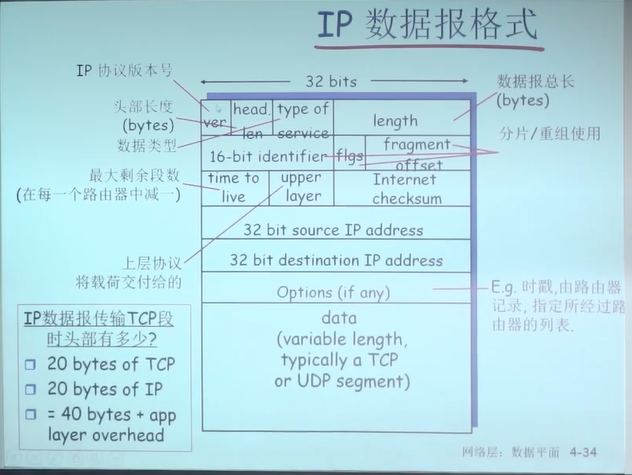 IP 数据报格式
32 bits
IP 协议版本号
头部长度
(bytes)
数据类型
最大剩余段数
(在每一个路由器中减一)
上层协议
将载荷交付给的
ver
head.
len
type of
service
length
16-bit identifier
flgs
fragment
offset
time to
live
upper
layer
Internet
checksum
32 bit source IP address
32 bit destination IP address
Options (if any)
data
(variable length,
typically a TCP
or UDP segment)
数据报总长
(bytes)
分片/重组使用
E.g. 时戳,由路由器
记录, 指定所经过路
由器的列表.
IP数据报传输TCP段
时头部有多少?
20 bytes of TCP
20 bytes of IP
= 40 bytes + app
layer overhead
网络层：数据平面 4-34